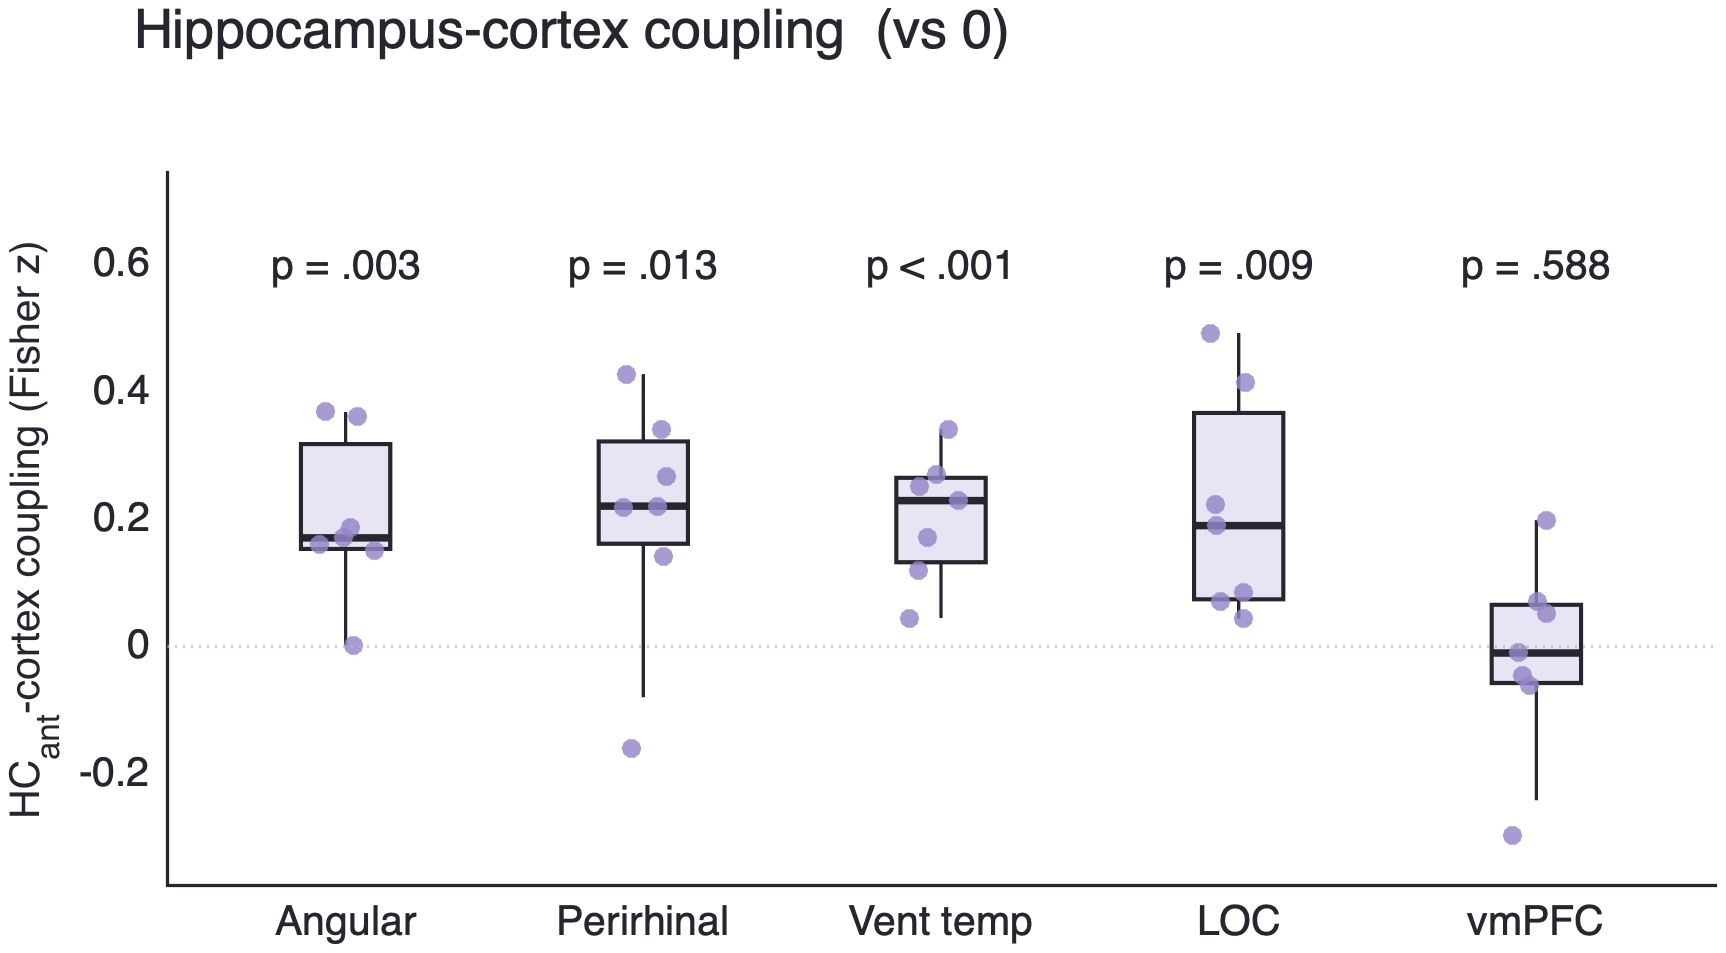 Hippocampus-cortex coupling (vs 0)
HCant-cortex coupling (Fisher z)
0.6
0.4
0.2
0
-0.2
p = .003
p = .013
p < .001
p = .009
p = .588
Angular
Perirhinal
Vent temp
LOC
vmPFC